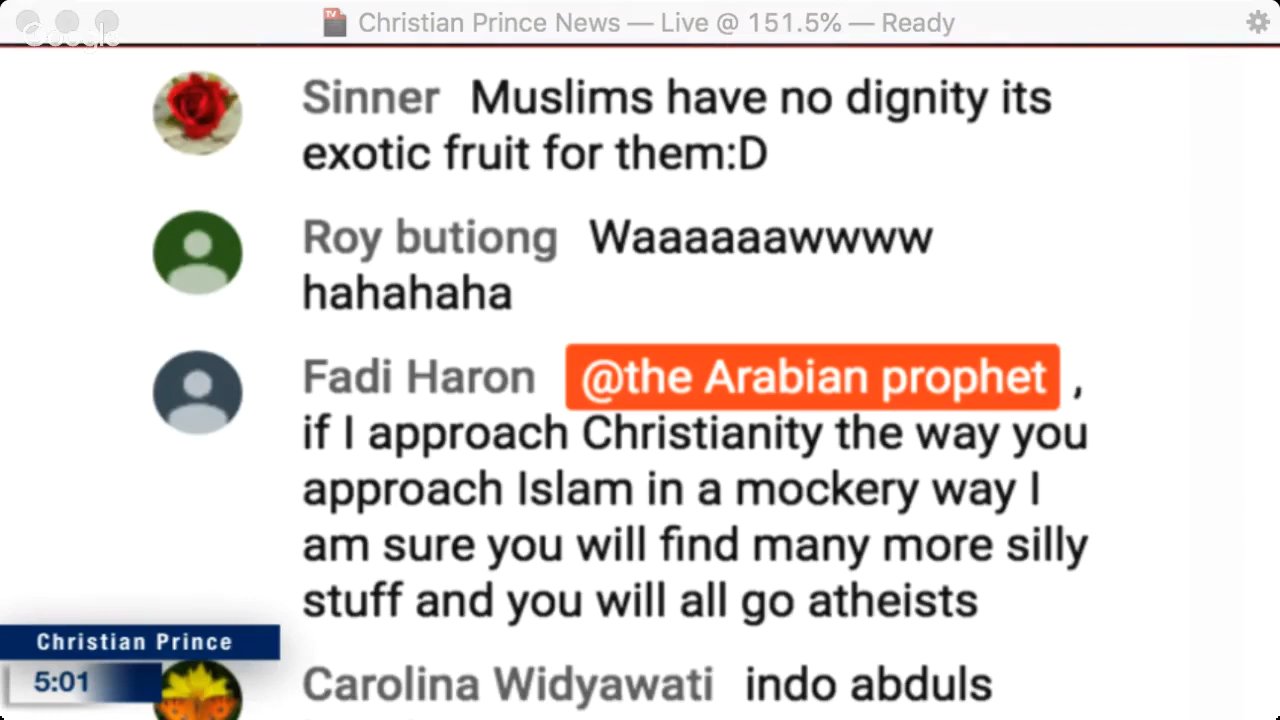 Christian Prince News — Live @ 151.5% — Ready
Google
Sinner Muslims have no dignity its
exotic fruit for them:D
Roy butiong Waaaaaawwww
hahahaha
Fadi Haron @the Arabian prophet ,
if I approach Christianity the way you
approach Islam in a mockery way I
am sure you will find many more silly
stuff and you will all go atheists
Christian Prince
5:01
Carolina Widyawati indo abduls